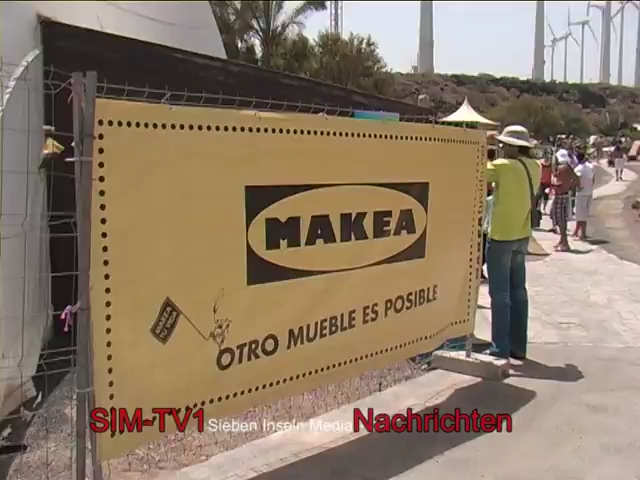 MAKEA
OTRO MUEBLE ES POSIBLE
SIM-TV1 Sieben Inseln Media Nachrichten